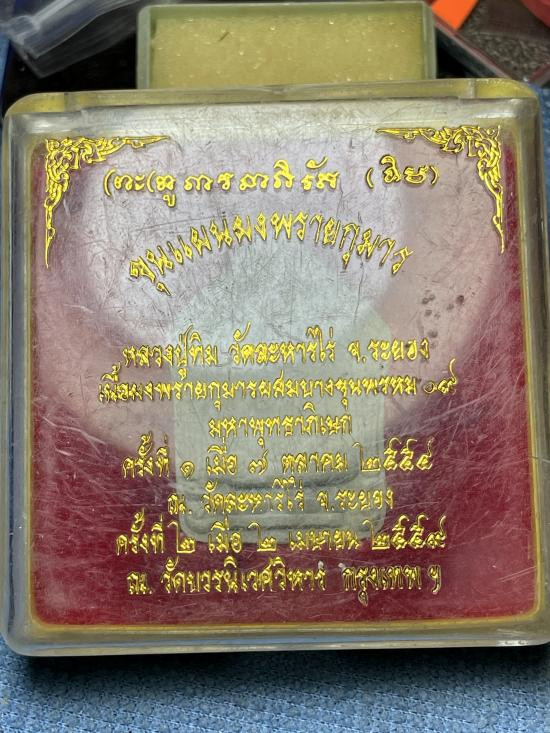 ขุนแผนผงพรายกุมาร
หลวงปู่ทิม วัดละหารไร่ จ.ระยอง
เนื้อผงพรายกุมารผสมบางขุนพรหม ๐๙
มหาพุทธาภิเษก
ครั้งที่ ๑ เมื่อ ๗ ตุลาคม ๒๕๕๔
ณ. วัดละหารไร่ จ.ระยอง
ครั้งที่ ๒ เมื่อ ๒ เมษายน ๒๕๕๙
ณ. วัดบวรนิเวศวิหาร กรุงเทพฯ